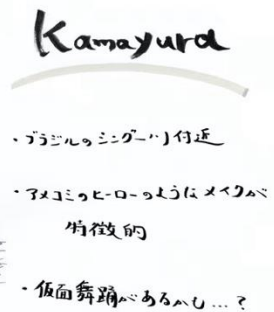 Kamayura
・ブラジルのシングー川付近
・アメコミのヒーローのようなメイクが
特徴的
・仮面舞踊があるかも…?